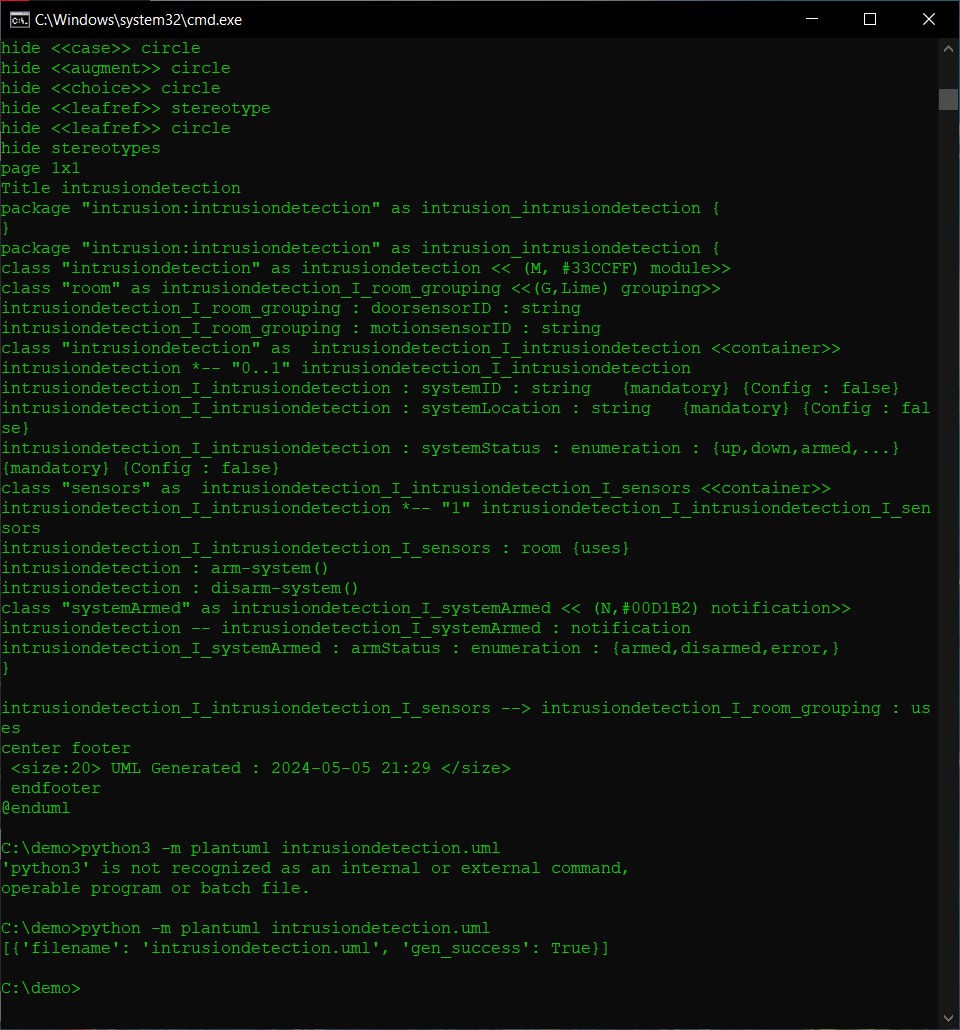 C:\Windows\system32\cmd.exe
hide <<case>> circle
hide <<augment>> circle
hide <<choice>> circle
hide <<leafref>> stereotype
hide <<leafref>> circle
hide stereotypes
page 1x1
Title intrusiondetection
package "intrusion:intrusiondetection" as intrusion_intrusiondetection {
}
package "intrusion:intrusiondetection" as intrusion_intrusiondetection {
class "intrusiondetection" as intrusiondetection << (M, #33CCFF) module>>
class "room" as intrusiondetection_I_room_grouping <<(G,Lime) grouping>>
intrusiondetection_I_room_grouping : doorsensorID : string
intrusiondetection_I_room_grouping : motionsensorID : string
class "intrusiondetection" as  intrusiondetection_I_intrusiondetection <<container>>
intrusiondetection *-- "0..1" intrusiondetection_I_intrusiondetection
intrusiondetection_I_intrusiondetection : systemID : string   {mandatory} {Config : false}
intrusiondetection_I_intrusiondetection : systemLocation : string   {mandatory} {Config : fal
se}
intrusiondetection_I_intrusiondetection : systemStatus : enumeration : {up,down,armed,...}
{mandatory} {Config : false}
class "sensors" as  intrusiondetection_I_intrusiondetection_I_sensors <<container>>
intrusiondetection_I_intrusiondetection *-- "1" intrusiondetection_I_intrusiondetection_I_sen
sors
intrusiondetection_I_intrusiondetection_I_sensors : room {uses}
intrusiondetection : arm-system()
intrusiondetection : disarm-system()
class "systemArmed" as intrusiondetection_I_systemArmed << (N,#00D1B2) notification>>
intrusiondetection -- intrusiondetection_I_systemArmed : notification
intrusiondetection_I_systemArmed : armStatus : enumeration : {armed,disarmed,error,}
}
intrusiondetection_I_intrusiondetection_I_sensors --> intrusiondetection_I_room_grouping : us
es
center footer
 <size:20> UML Generated : 2024-05-05 21:29 </size>
 endfooter
@enduml
C:\demo>python3 -m plantuml intrusiondetection.uml
'python3' is not recognized as an internal or external command,
operable program or batch file.
C:\demo>python -m plantuml intrusiondetection.uml
[{'filename': 'intrusiondetection.uml', 'gen_success': True}]
C:\demo>